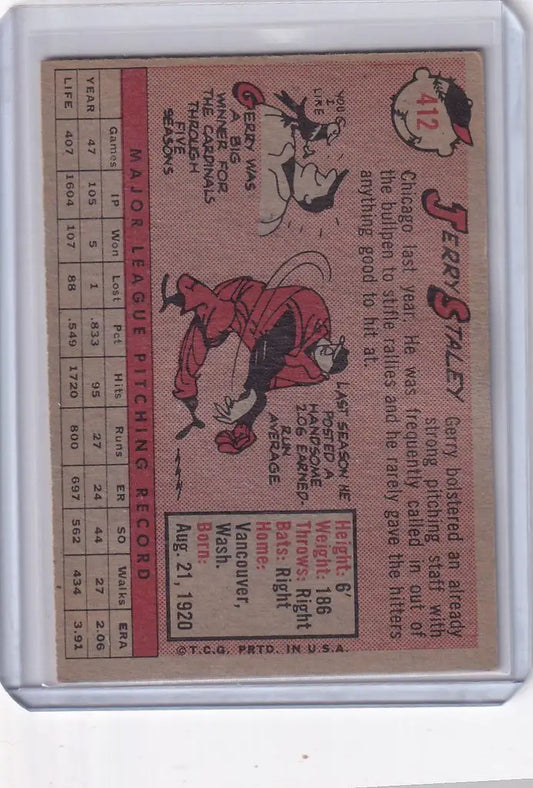 412
JERRY STALEY
Gerry bolstered an already
strong pitching staff with
Chicago last year. He was frequently called in out of
the bullpen to stifle rallies and he rarely gave the hitters
anything good to hit at.
YOU
I
LIKE
GERRY WAS
A BIG
WINNER FOR
THE CARDINALS
THROUGH
FIVE
SEASONS
LAST SEASON HE
POSTED A
HANDSOME
2.06 EARNED-
RUN
AVERAGE.
Height: 6'
Weight: 186
Throws: Right
Bats: Right
Home:
Vancouver,
Wash.
Born:
Aug. 21, 1920
©T.C.G. PRTD. IN U.S.A.
MAJOR LEAGUE PITCHING RECORD
Games IP Won Lost Pct Hits Runs ER SO Walks ERA
YEAR 47 105 5 1 .833 95 27 24 44 27 2.06
LIFE 407 1604 107 88 .549 1720 800 697 562 434 3.91